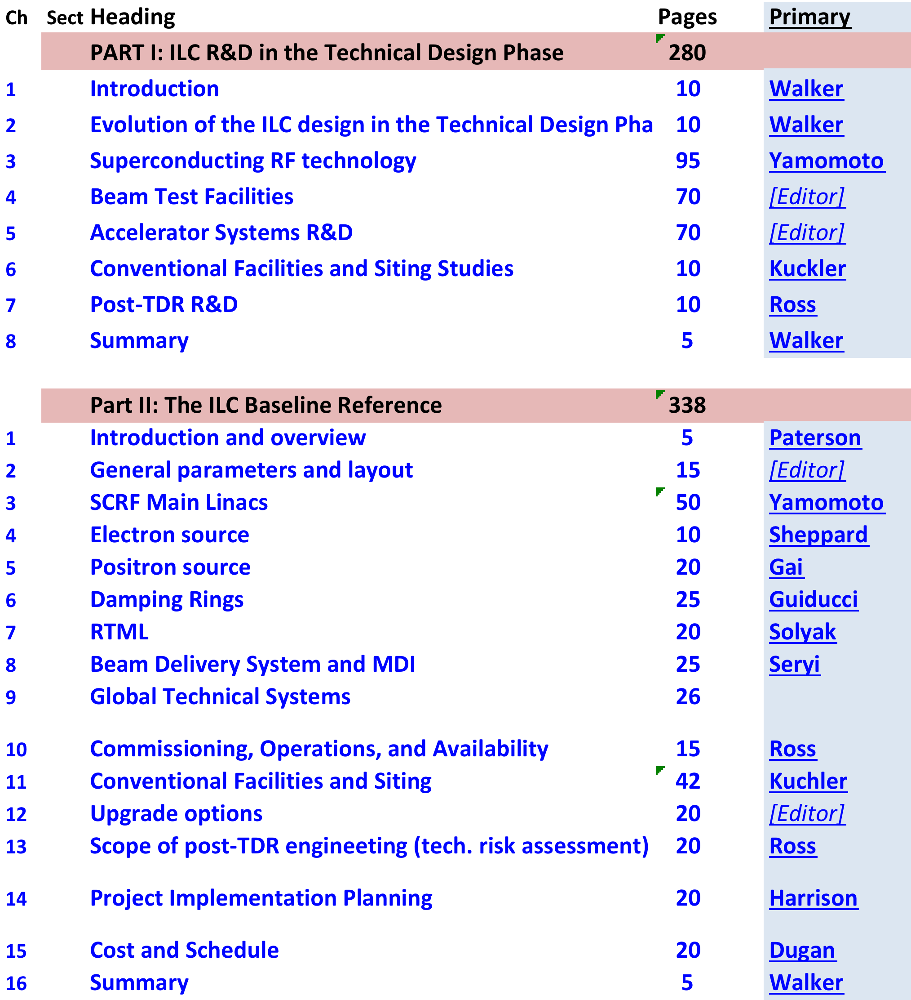 Ch Sect Heading Pages Primary
PART I: ILC R&D in the Technical Design Phase 280
1 Introduction 10 Walker
2 Evolution of the ILC design in the Technical Design Pha 10 Walker
3 Superconducting RF technology 95 Yamomoto
4 Beam Test Facilities 70 [Editor]
5 Accelerator Systems R&D 70 [Editor]
6 Conventional Facilities and Siting Studies 10 Kuckler
7 Post-TDR R&D 10 Ross
8 Summary 5 Walker
Part II: The ILC Baseline Reference 338
1 Introduction and overview 5 Paterson
2 General parameters and layout 15 [Editor]
3 SCRF Main Linacs 50 Yamomoto
4 Electron source 10 Sheppard
5 Positron source 20 Gai
6 Damping Rings 25 Guiducci
7 RTML 20 Solyak
8 Beam Delivery System and MDI 25 Seryi
9 Global Technical Systems 26
10 Commissioning, Operations, and Availability 15 Ross
11 Conventional Facilities and Siting 42 Kuchler
12 Upgrade options 20 [Editor]
13 Scope of post-TDR engineeting (tech. risk assessment) 20 Ross
14 Project Implementation Planning 20 Harrison
15 Cost and Schedule 20 Dugan
16 Summary 5 Walker